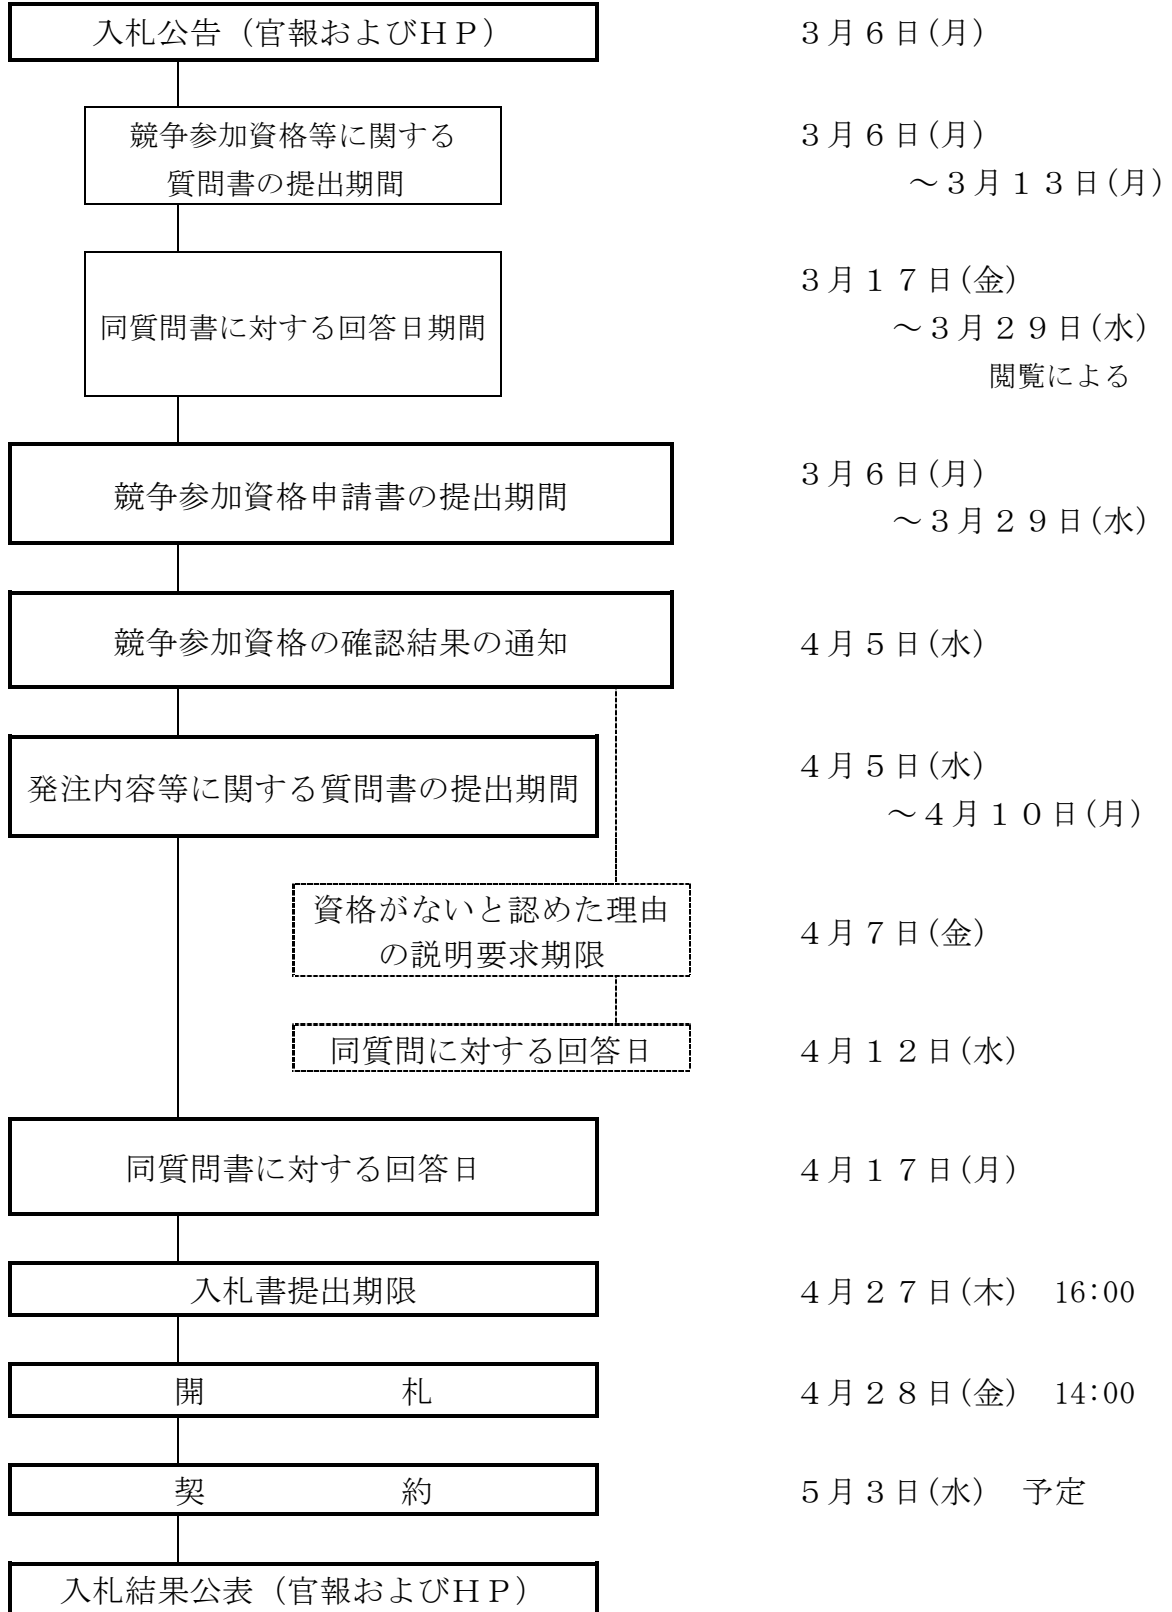 入札公告（官報およびＨＰ）　３月６日(月)
競争参加資格等に関する　３月６日(月)
質問書の提出期間　～３月１３日(月)
３月１７日(金)
同質問書に対する回答日期間　～３月２９日(水)
閲覧による
競争参加資格申請書の提出期間　３月６日(月)
～３月２９日(水)
競争参加資格の確認結果の通知　４月５日(水)
発注内容等に関する質問書の提出期間　４月５日(水)
～４月１０日(月)
資格がないと認めた理由
の説明要求期限　４月７日(金)
同質問に対する回答日　４月１２日(水)
同質問書に対する回答日　４月１７日(月)
入札書提出期限　４月２７日(木)　16:00
開　札　４月２８日(金)　14:00
契　約　５月３日(水)　予定
入札結果公表（官報およびＨＰ）